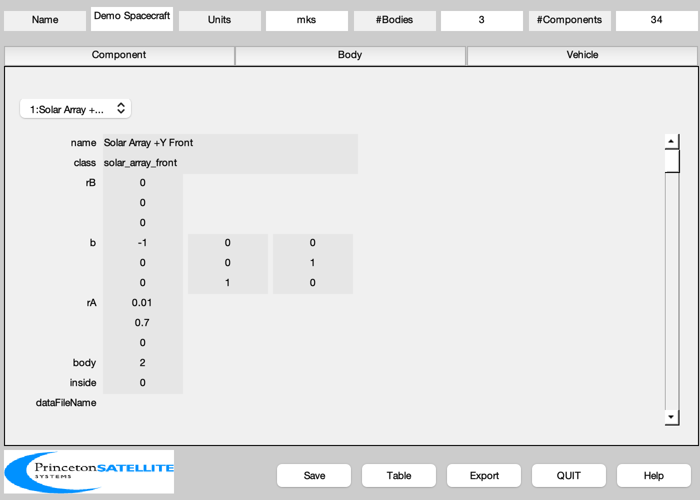 Name Demo Spacecraft Units mks #Bodies 3 #Components 34
Component Body Vehicle
1:Solar Array +...
name Solar Array +Y Front
class solar_array_front
rB 0
0
0
b -1 0 0
0 0 1
0 1 0
rA 0.01
0.7
0
body 2
inside 0
dataFileName
PrincetonSATELLITE
SYSTEMS
Save Table Export QUIT Help